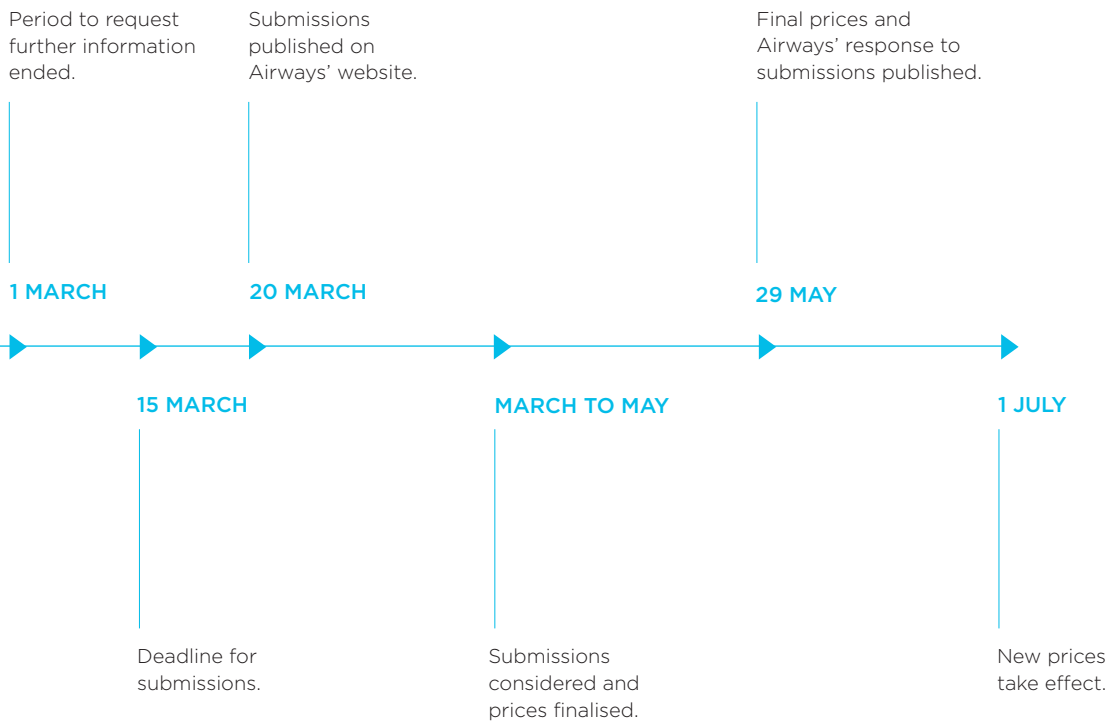 Period to request
further information
ended.
Submissions
published on
Airways’ website.
Final prices and
Airways’ response to
submissions published.
1 MARCH
20 MARCH
29 MAY
15 MARCH
MARCH TO MAY
1 JULY
Deadline for
submissions.
Submissions
considered and
prices finalised.
New prices
take effect.